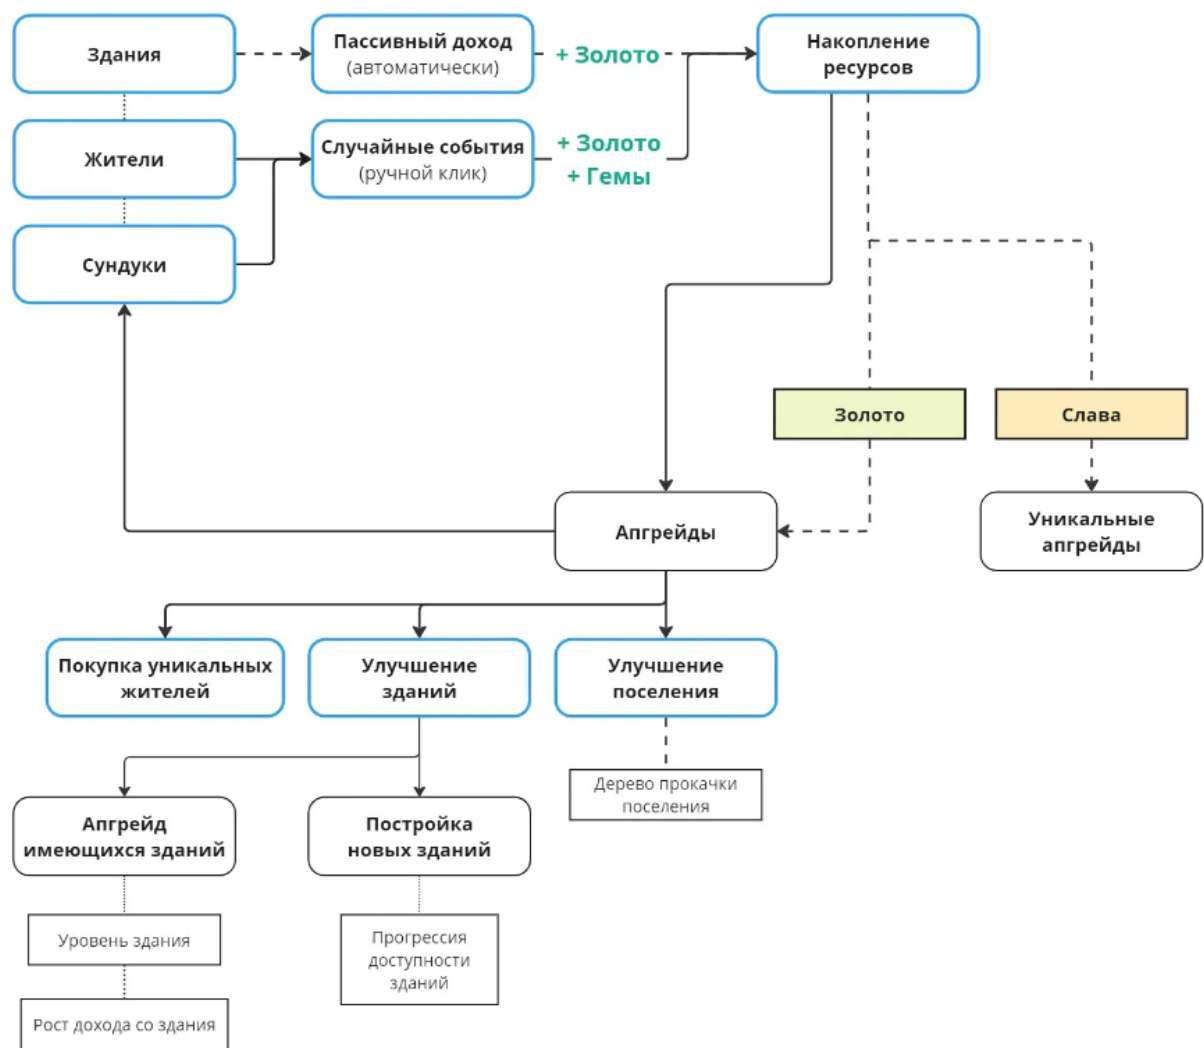 Здания
Пассивный доход
(автоматически)
+ Золото
Накопление
ресурсов
Жители
Случайные события
(ручной клик)
+ Золото
+ Гемы
Сундуки
Золото
Слава
Апгрейды
Уникальные
апгрейды
Покупка уникальных
жителей
Улучшение
зданий
Улучшение
поселения
Дерево прокачки
поселения
Апгрейд
имеющихся зданий
Постройка
новых зданий
Уровень здания
Прогрессия
доступности
зданий
Рост дохода со здания